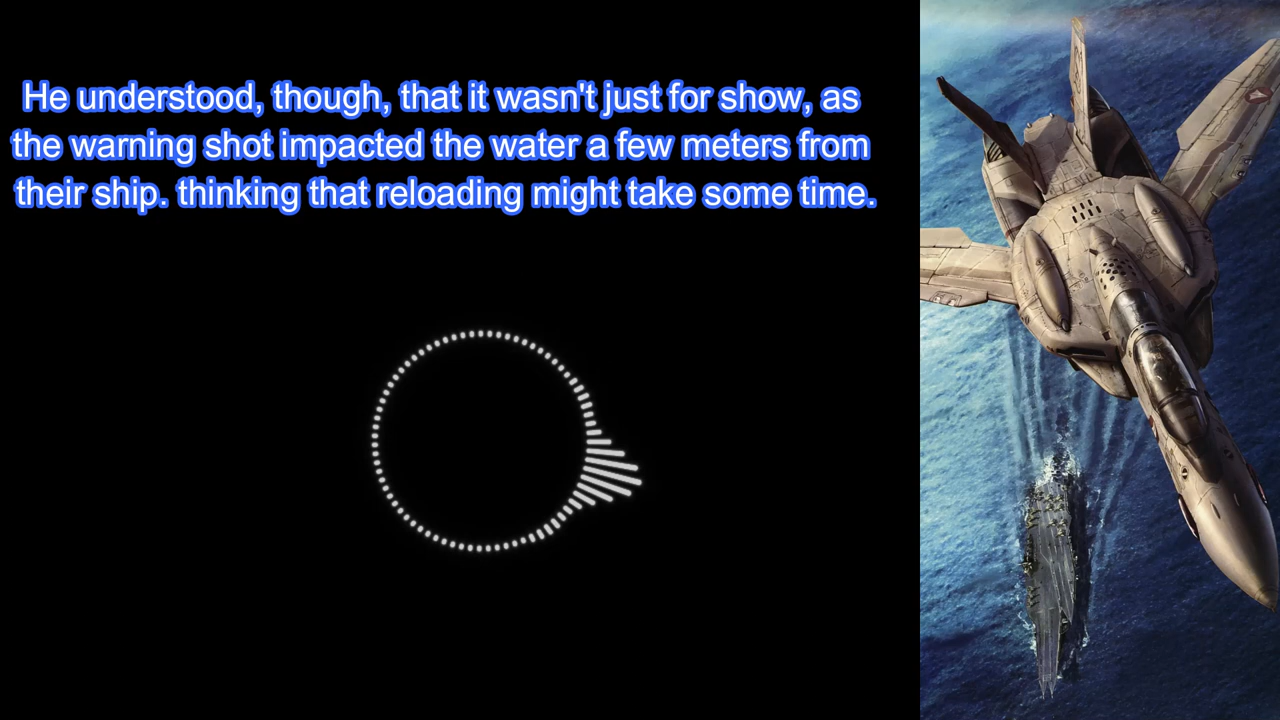 He understood, though, that it wasn't just for show, as
the warning shot impacted the water a few meters from
their ship. thinking that reloading might take some time.